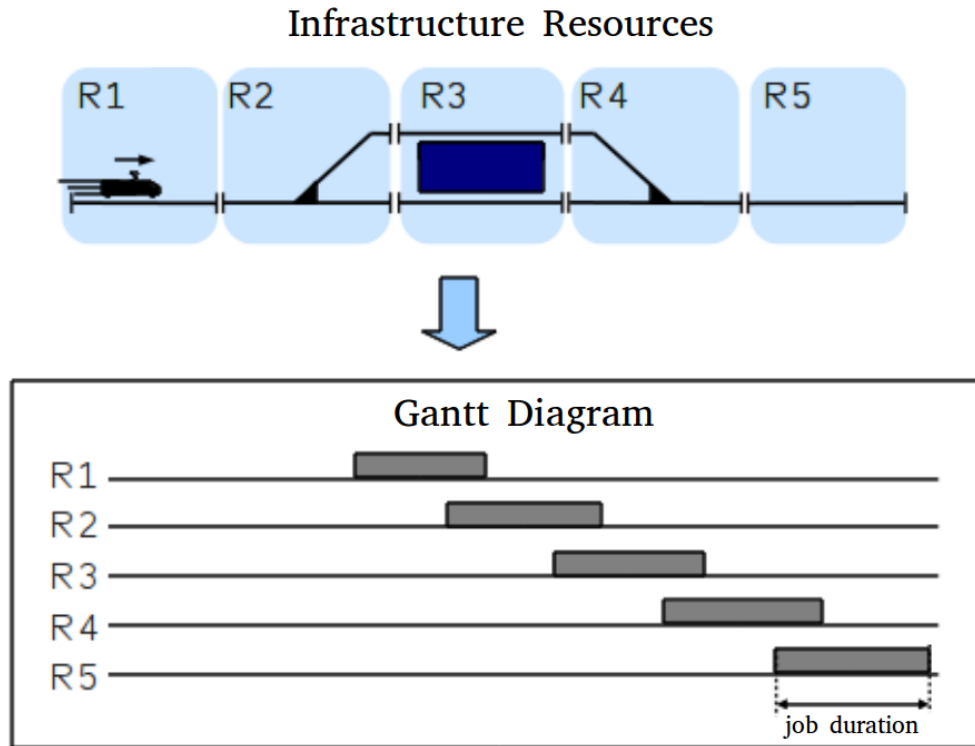 Infrastructure Resources
R1 R2 R3 R4 R5
Gantt Diagram
R1
R2
R3
R4
R5
job duration